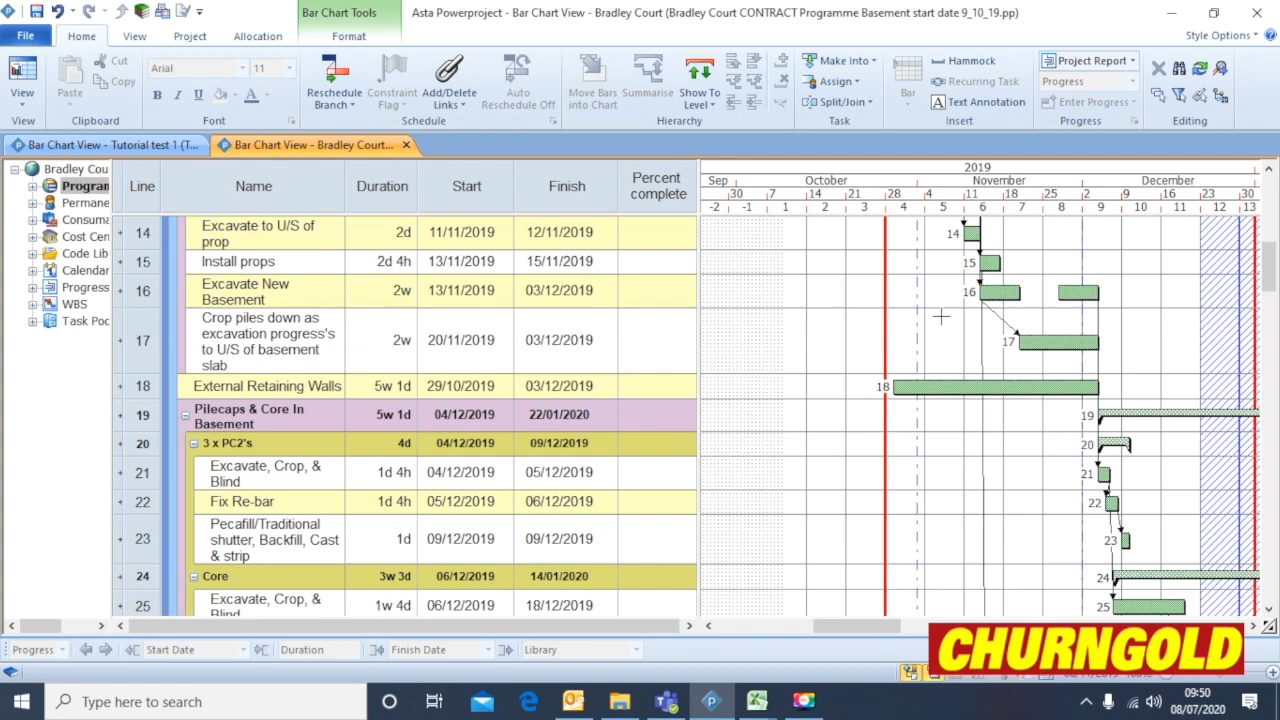 Bar Chart Tools
Asta Powerproject - Bar Chart View - Bradley Court (Bradley Court CONTRACT Programme Basement start date 9_10_19.pp)
File Home View Project Allocation Format Style Options
View Paste Cut Copy
Arial 11
B I U A
Reschedule Branch
Constraint Flag
Add/Delete Links
Auto Reschedule Off
Move Bars into Chart
Summarise
Show To Level
Make Into
Assign
Split/Join
Bar
Hammock
Recurring Task
Text Annotation
Project Report
Progress
Enter Progress
View Clipboard Font Schedule Hierarchy Task Insert Progress Editing
Bar Chart View - Tutorial test 1 (T...
Bar Chart View - Bradley Court...
Bradley Cou
Program
Permane
Consuma
Cost Cen
Code Lib
Calendar
Progress
WBS
Task Poo
Line Name Duration Start Finish Percent complete
2019
Sep October November December
30 7 14 21 28 4 11 18 25 2 9 16 23 30
-2 -1 1 2 3 4 5 6 7 8 9 10 11 12 13
14 Excavate to U/S of prop 2d 11/11/2019 12/11/2019 14
15 Install props 2d 4h 13/11/2019 15/11/2019 15
16 Excavate New Basement 2w 13/11/2019 03/12/2019 16
17 Crop piles down as excavation progress's to U/S of basement slab 2w 20/11/2019 03/12/2019 17
18 External Retaining Walls 5w 1d 29/10/2019 03/12/2019 18
19 Pilecaps & Core In Basement 5w 1d 04/12/2019 22/01/2020 19
20 3 x PC2's 4d 04/12/2019 09/12/2019 20
21 Excavate, Crop, & Blind 1d 4h 04/12/2019 05/12/2019 21
22 Fix Re-bar 1d 4h 05/12/2019 06/12/2019 22
23 Pecafill/Traditional shutter, Backfill, Cast & strip 1d 09/12/2019 09/12/2019 23
24 Core 3w 3d 06/12/2019 14/01/2020 24
25 Excavate, Crop, & Blind 1w 4d 06/12/2019 18/12/2019 25
CHURNGOLD
Progress Start Date Duration Finish Date Library
Type here to search
09:50
08/07/2020